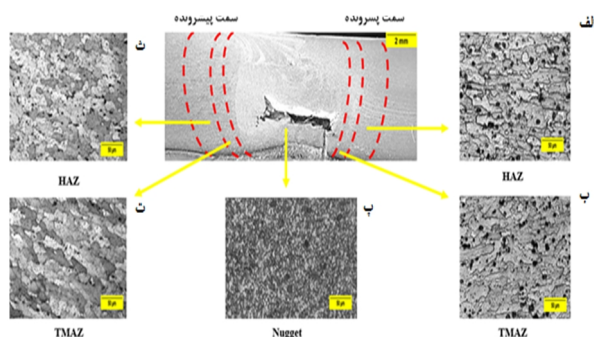 سمت پیشرونده
سمت پسرونده
الف
ث
2 mm
HAZ
HAZ
ب
ت
پ
TMAZ
Nugget
TMAZ